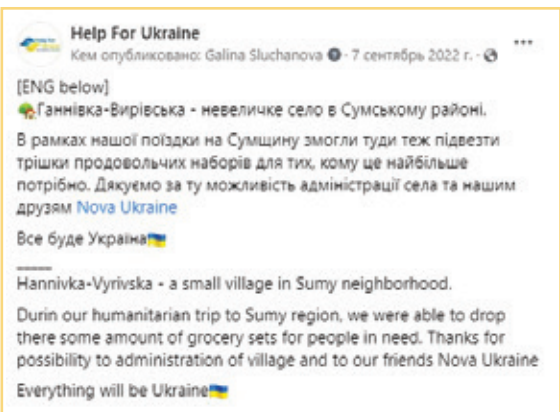 Help For Ukraine
Кем опубликовано: Galina Sluchanova · 7 сентябрь 2022 г. ·
[ENG below]
🏡Ганнівка-Вирівська - невеличке село в Сумському районі.
В рамках нашої поїздки на Сумщину змогли туди теж підвезти
трішки продовольчих наборів для тих, кому це найбільше
потрібно. Дякуємо за ту можливість адміністрації села та нашим
друзям Nova Ukraine
Все буде Україна🇺🇦
_____
Hannivka-Vyrivska - a small village in Sumy neighborhood.
Durin our humanitarian trip to Sumy region, we were able to drop
there some amount of grocery sets for people in need. Thanks for
possibility to administration of village and to our friends Nova Ukraine
Everything will be Ukraine🇺🇦